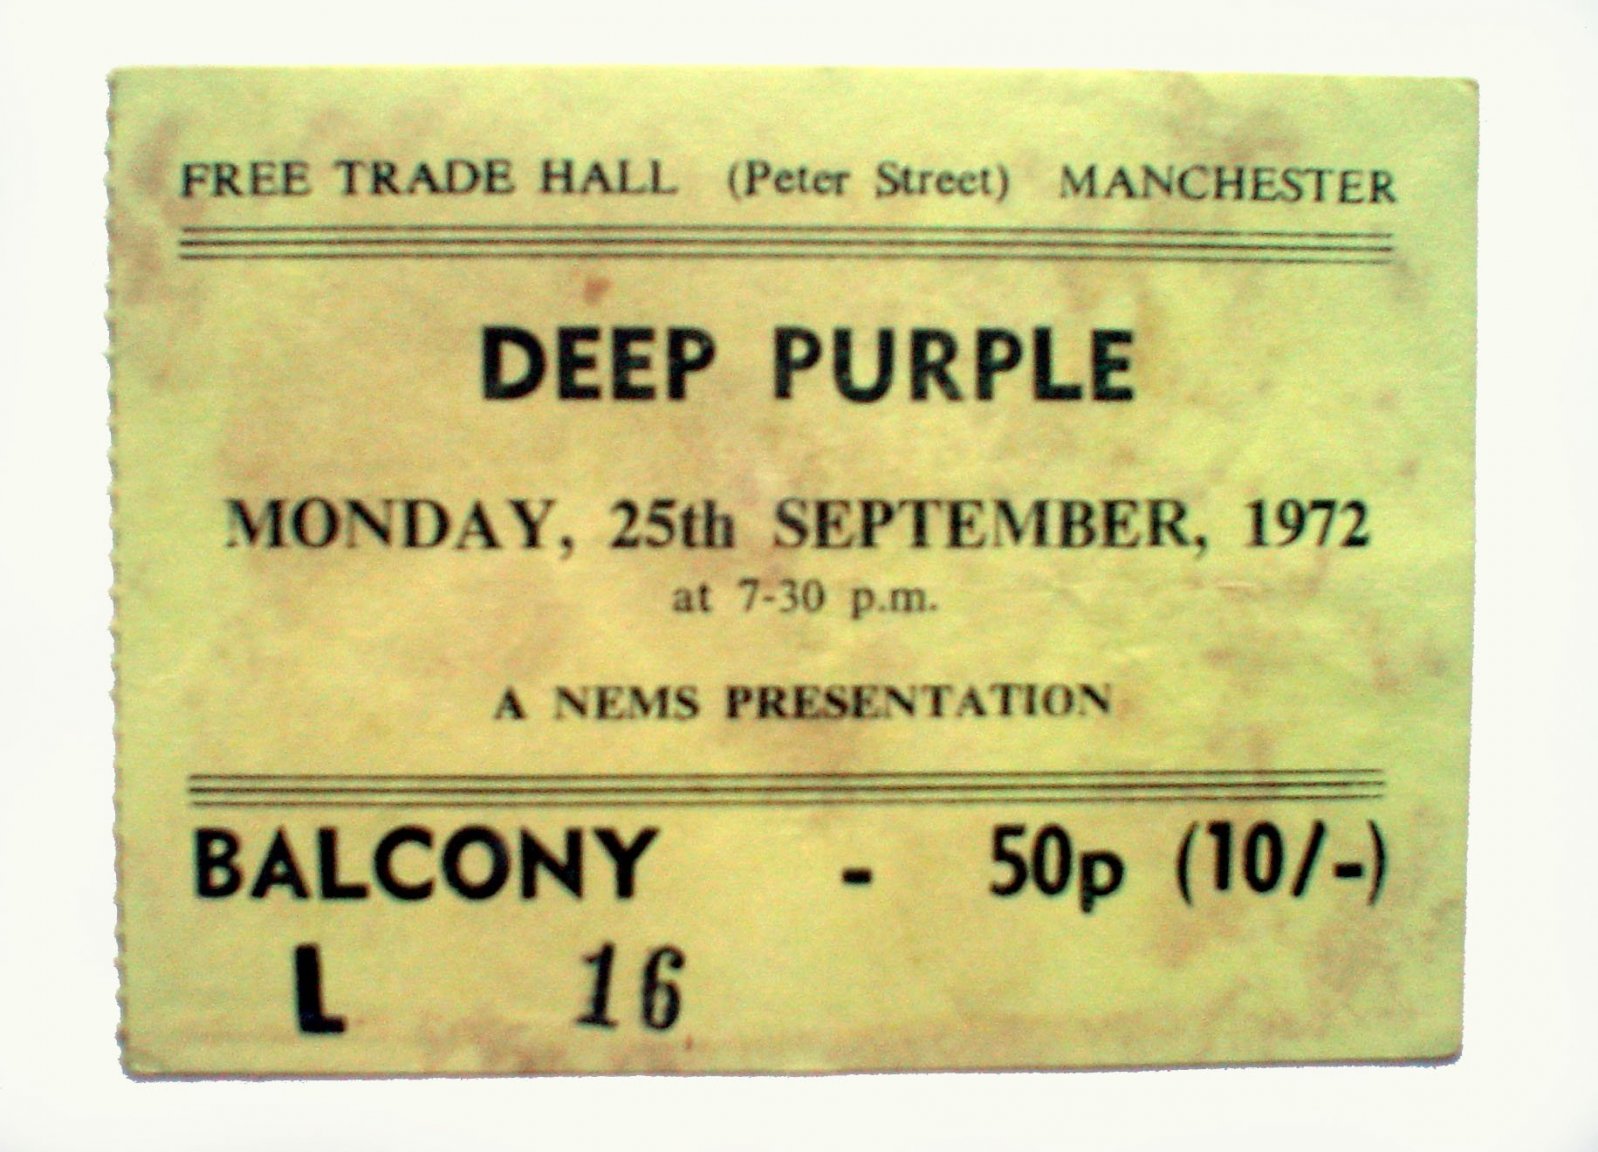 FREE TRADE HALL (Peter Street) MANCHESTER
DEEP PURPLE
MONDAY, 25th SEPTEMBER, 1972
at 7-30 p.m.
A NEMS PRESENTATION
BALCONY - 50p (10/-)
L 16